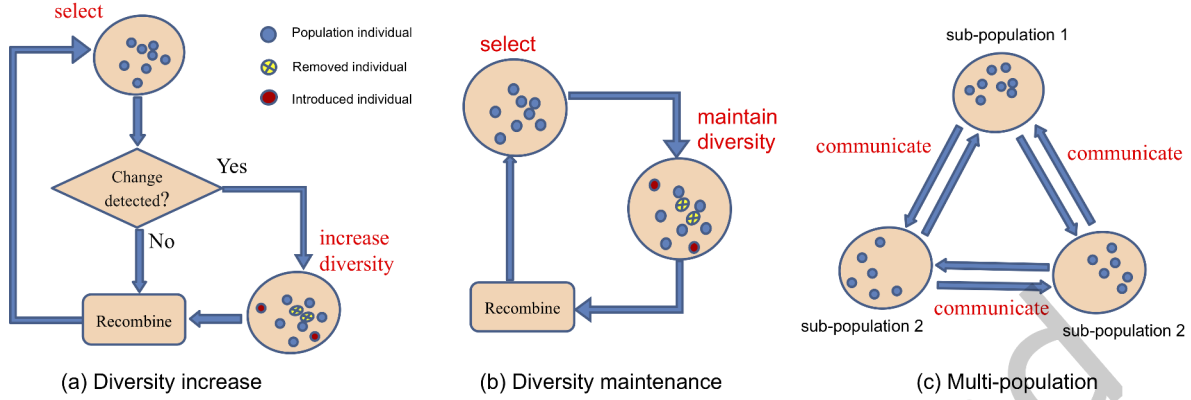 select
Population individual
Removed individual
Introduced individual
Change
detected?
Yes
No
increase
diversity
Recombine
(a) Diversity increase
select
maintain
diversity
Recombine
(b) Diversity maintenance
sub-population 1
communicate
communicate
communicate
sub-population 2
sub-population 2
(c) Multi-population